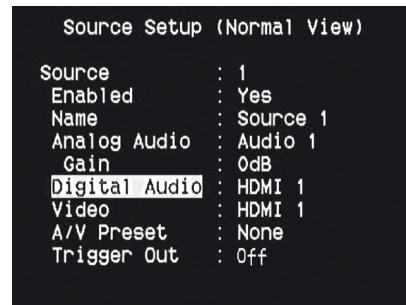 Source Setup (Normal View)
Source : 1
Enabled : Yes
Name : Source 1
Analog Audio : Audio 1
Gain : 0dB
Digital Audio : HDMI 1
Video : HDMI 1
A/V Preset : None
Trigger Out : Off